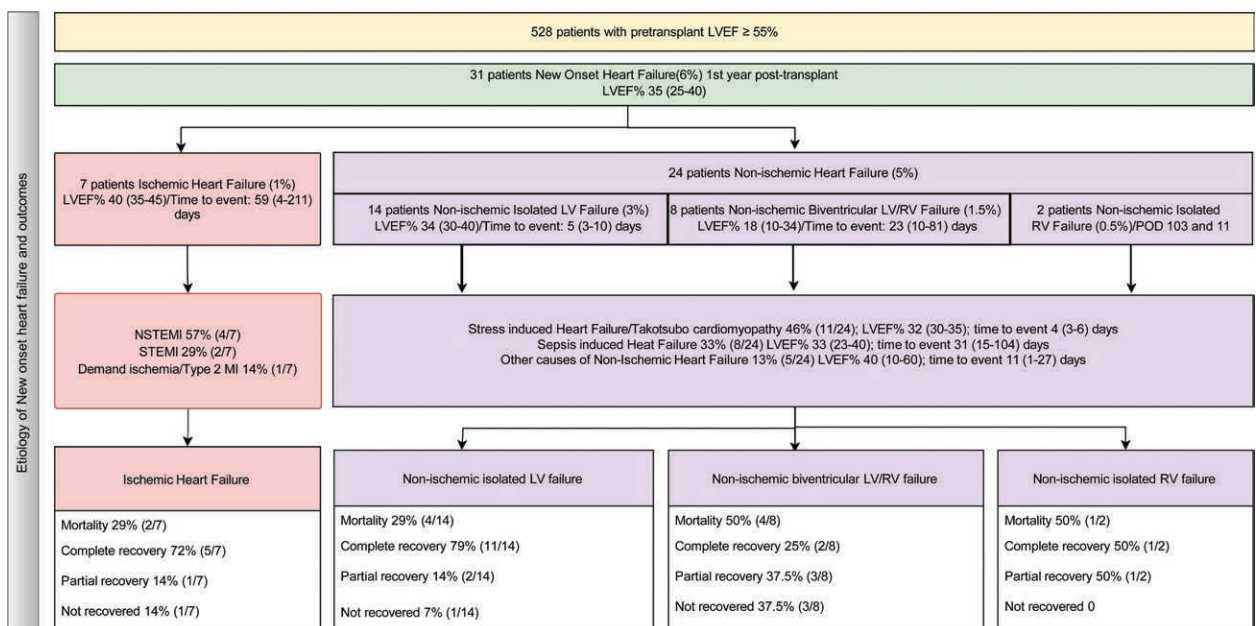 Etiology of New onset heart failure and outcomes
528 patients with pretransplant LVEF ≥ 55%
31 patients New Onset Heart Failure(6%) 1st year post-transplant
LVEF% 35 (25-40)
7 patients Ischemic Heart Failure (1%)
LVEF% 40 (35-45)/Time to event: 59 (4-211)
days
24 patients Non-ischemic Heart Failure (5%)
14 patients Non-ischemic Isolated LV Failure (3%)
LVEF% 34 (30-40)/Time to event: 5 (3-10) days
8 patients Non-ischemic Biventricular LV/RV Failure (1.5%)
LVEF% 18 (10-34)/Time to event: 23 (10-81) days
2 patients Non-ischemic Isolated
RV Failure (0.5%)/POD 103 and 11
NSTEMI 57% (4/7)
STEMI 29% (2/7)
Demand ischemia/Type 2 MI 14% (1/7)
Stress induced Heart Failure/Takotsubo cardiomyopathy 46% (11/24); LVEF% 32 (30-35); time to event 4 (3-6) days
Sepsis induced Heat Failure 33% (8/24) LVEF% 33 (23-40); time to event 31 (15-104) days
Other causes of Non-Ischemic Heart Failure 13% (5/24) LVEF% 40 (10-60); time to event 11 (1-27) days
Ischemic Heart Failure
Mortality 29% (2/7)
Complete recovery 72% (5/7)
Partial recovery 14% (1/7)
Not recovered 14% (1/7)
Non-ischemic isolated LV failure
Mortality 29% (4/14)
Complete recovery 79% (11/14)
Partial recovery 14% (2/14)
Not recovered 7% (1/14)
Non-ischemic biventricular LV/RV failure
Mortality 50% (4/8)
Complete recovery 25% (2/8)
Partial recovery 37.5% (3/8)
Not recovered 37.5% (3/8)
Non-ischemic isolated RV failure
Mortality 50% (1/2)
Complete recovery 50% (1/2)
Partial recovery 50% (1/2)
Not recovered 0